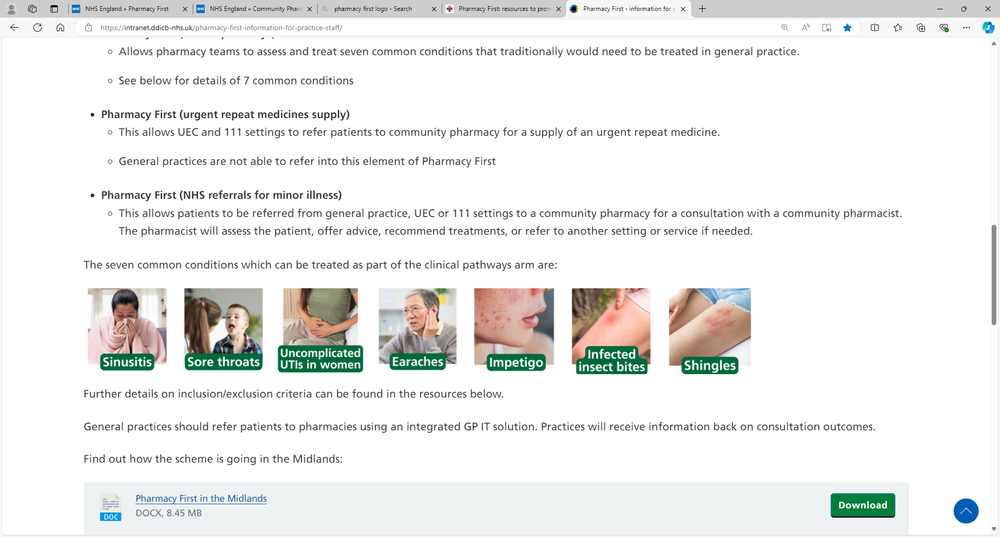 NHS England » Pharmacy First
NHS England » Community Pharm
pharmacy first logo - Search
Pharmacy First: resources to prom
Pharmacy First - information for p
https://intranet.ddicb-nhs.uk/pharmacy-first-information-for-practice-staff/
Allows pharmacy teams to assess and treat seven common conditions that traditionally would need to be treated in general practice.
See below for details of 7 common conditions
Pharmacy First (urgent repeat medicines supply)
This allows UEC and 111 settings to refer patients to community pharmacy for a supply of an urgent repeat medicine.
General practices are not able to refer into this element of Pharmacy First
Pharmacy First (NHS referrals for minor illness)
This allows patients to be referred from general practice, UEC or 111 settings to a community pharmacy for a consultation with a community pharmacist.
The pharmacist will assess the patient, offer advice, recommend treatments, or refer to another setting or service if needed.
The seven common conditions which can be treated as part of the clinical pathways arm are:
Sinusitis
Sore throats
Uncomplicated
UTIs in women
Earaches
Impetigo
Infected
insect bites
Shingles
Further details on inclusion/exclusion criteria can be found in the resources below.
General practices should refer patients to pharmacies using an integrated GP IT solution. Practices will receive information back on consultation outcomes.
Find out how the scheme is going in the Midlands:
Pharmacy First in the Midlands
DOCX, 8.45 MB
DOC
Download